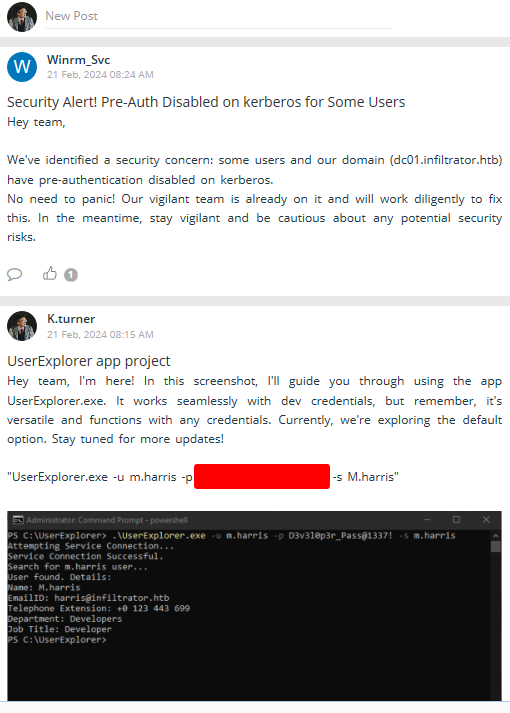 New Post
W
Winrm_Svc
21 Feb, 2024 08:24 AM
Security Alert! Pre-Auth Disabled on kerberos for Some Users
Hey team,
We've identified a security concern: some users and our domain (dc01.infiltrator.htb)
have pre-authentication disabled on kerberos.
No need to panic! Our vigilant team is already on it and will work diligently to fix
this. In the meantime, stay vigilant and be cautious about any potential security
risks.
1
K.turner
21 Feb, 2024 08:15 AM
UserExplorer app project
Hey team, I'm here! In this screenshot, I'll guide you through using the app
UserExplorer.exe. It works seamlessly with dev credentials, but remember, it's
versatile and functions with any credentials. Currently, we're exploring the default
option. Stay tuned for more updates!
"UserExplorer.exe -u m.harris -p -s M.harris"
Administrator: Command Prompt - powershell
PS C:\UserExplorer> .\UserExplorer.exe -u m.harris -p D3v3l0p3r_Pass@1337! -s m.harris
Attempting Service Connection...
Service Connection Successful.
Search for m.harris user...
User found. Details:
Name: M.harris
EmailID: harris@infiltrator.htb
Telephone Extension: +0 123 443 699
Department: Developers
Job Title: Developer
PS C:\UserExplorer>